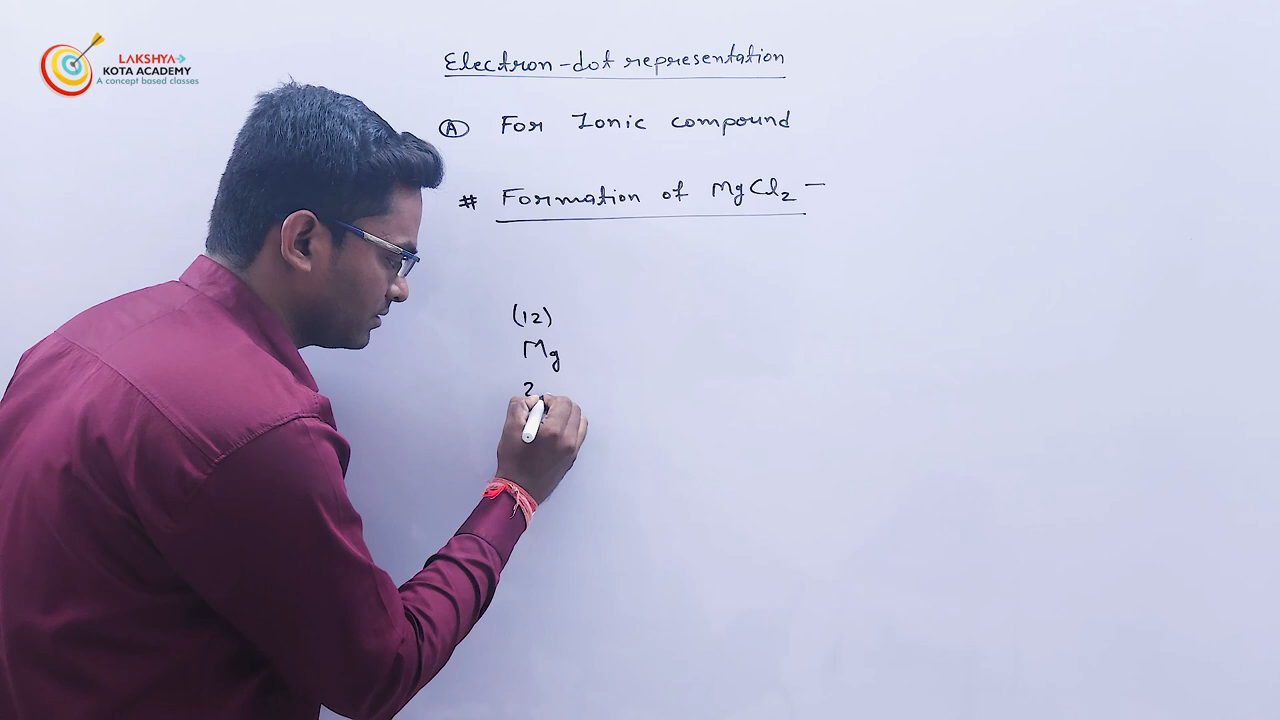 LAKSHYA
KOTA ACADEMY
A concept based classes
Electron-dot representation
A For Ionic compound
# Formation of MgCl2 -
(12)
Mg
2